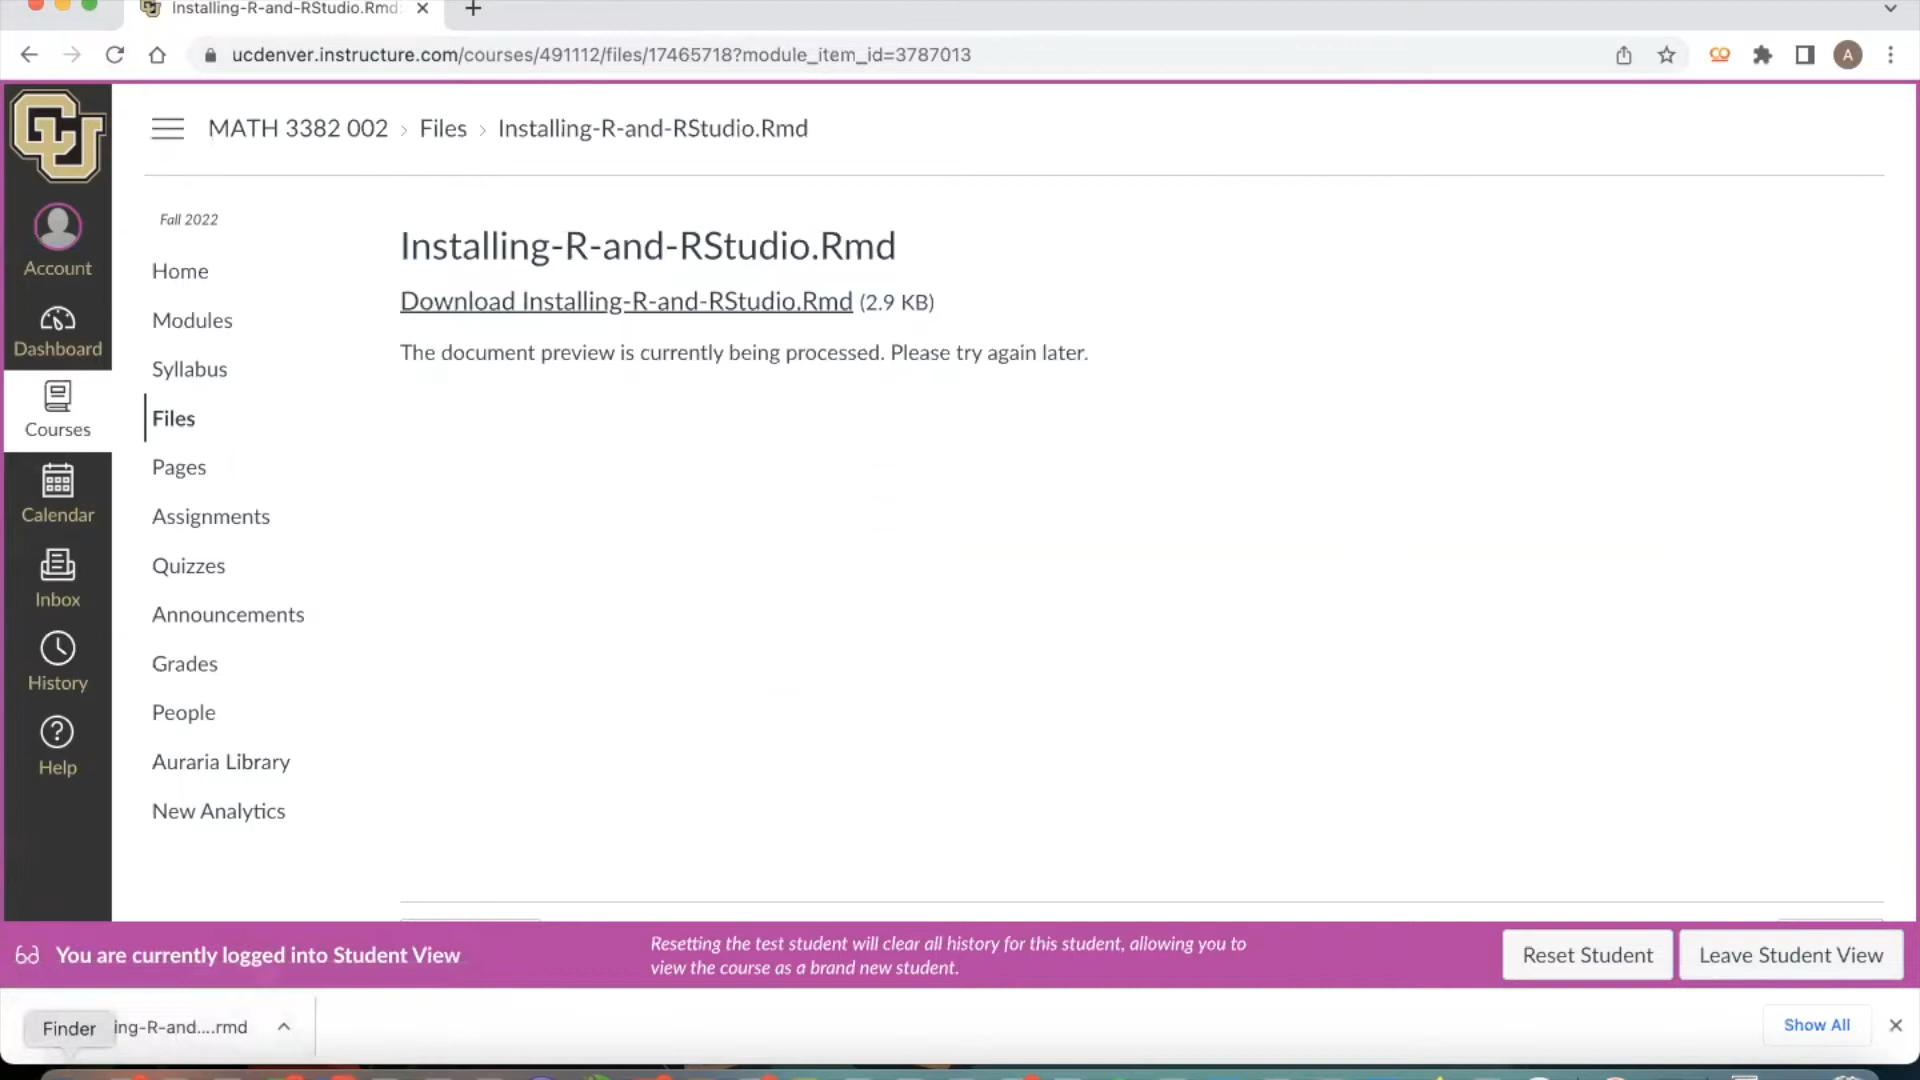 Installing-R-and-RStudio.Rmd
ucdenver.instructure.com/courses/491112/files/17465718?module_item_id=3787013
A
CU
MATH 3382 002 › Files › Installing-R-and-RStudio.Rmd
Account
Dashboard
Courses
Calendar
Inbox
History
Help
Fall 2022
Home
Modules
Syllabus
Files
Pages
Assignments
Quizzes
Announcements
Grades
People
Auraria Library
New Analytics
Installing-R-and-RStudio.Rmd
Download Installing-R-and-RStudio.Rmd (2.9 KB)
The document preview is currently being processed. Please try again later.
You are currently logged into Student View
Resetting the test student will clear all history for this student, allowing you to
view the course as a brand new student.
Reset Student
Leave Student View
Finder
ing-R-and....rmd
Show All